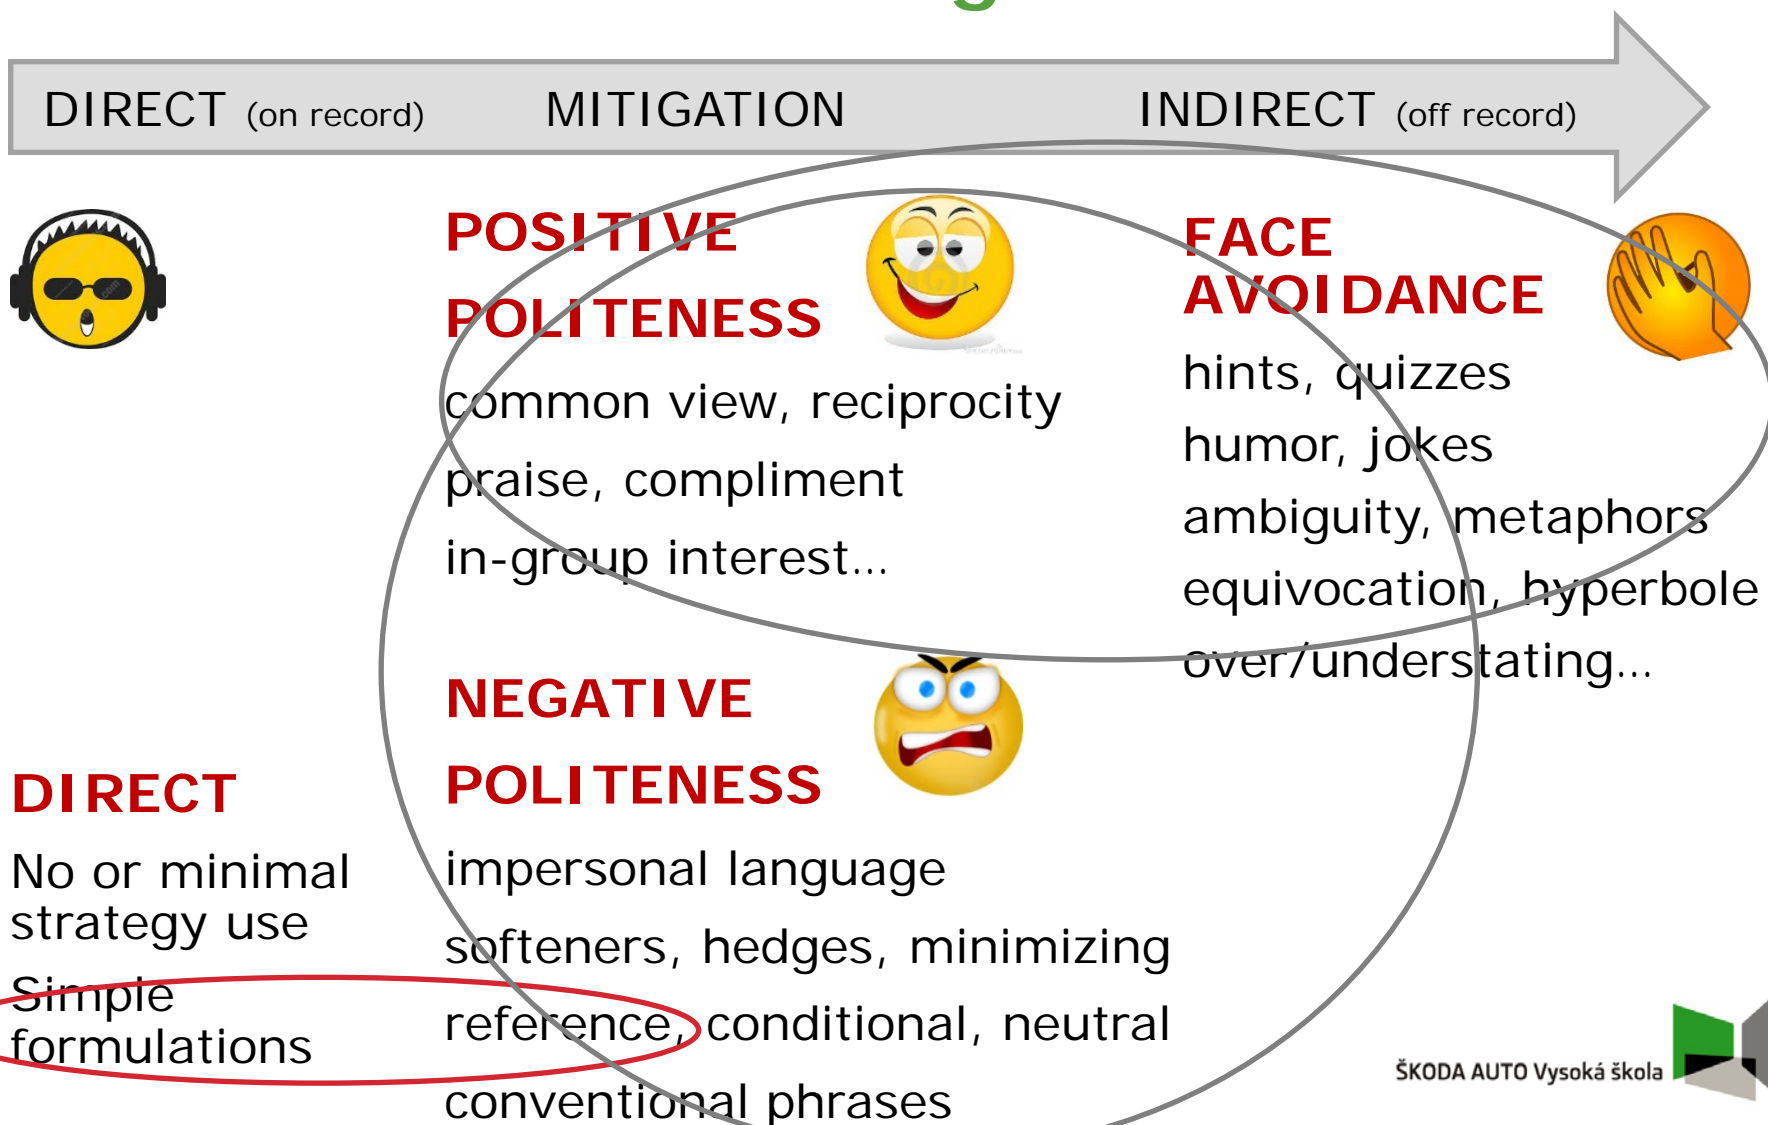 DIRECT (on record) MITIGATION INDIRECT (off record)
POSITIVE
POLITENESS
common view, reciprocity
praise, compliment
in-group interest...
FACE
AVOIDANCE
hints, quizzes
humor, jokes
ambiguity, metaphors
equivocation, hyperbole
over/understating...
DIRECT
No or minimal
strategy use
Simple
formulations
NEGATIVE
POLITENESS
impersonal language
softeners, hedges, minimizing
reference, conditional, neutral
conventional phrases
ŠKODA AUTO Vysoká škola